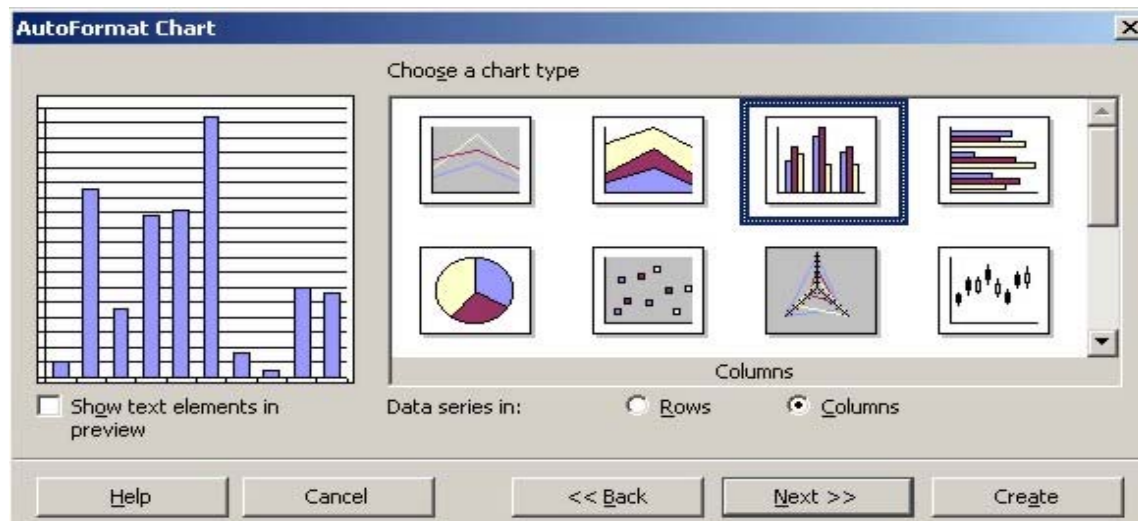 AutoFormat Chart
Choose a chart type
Columns
Show text elements in
preview
Data series in:
Rows
Columns
Help
Cancel
<< Back
Next >>
Create